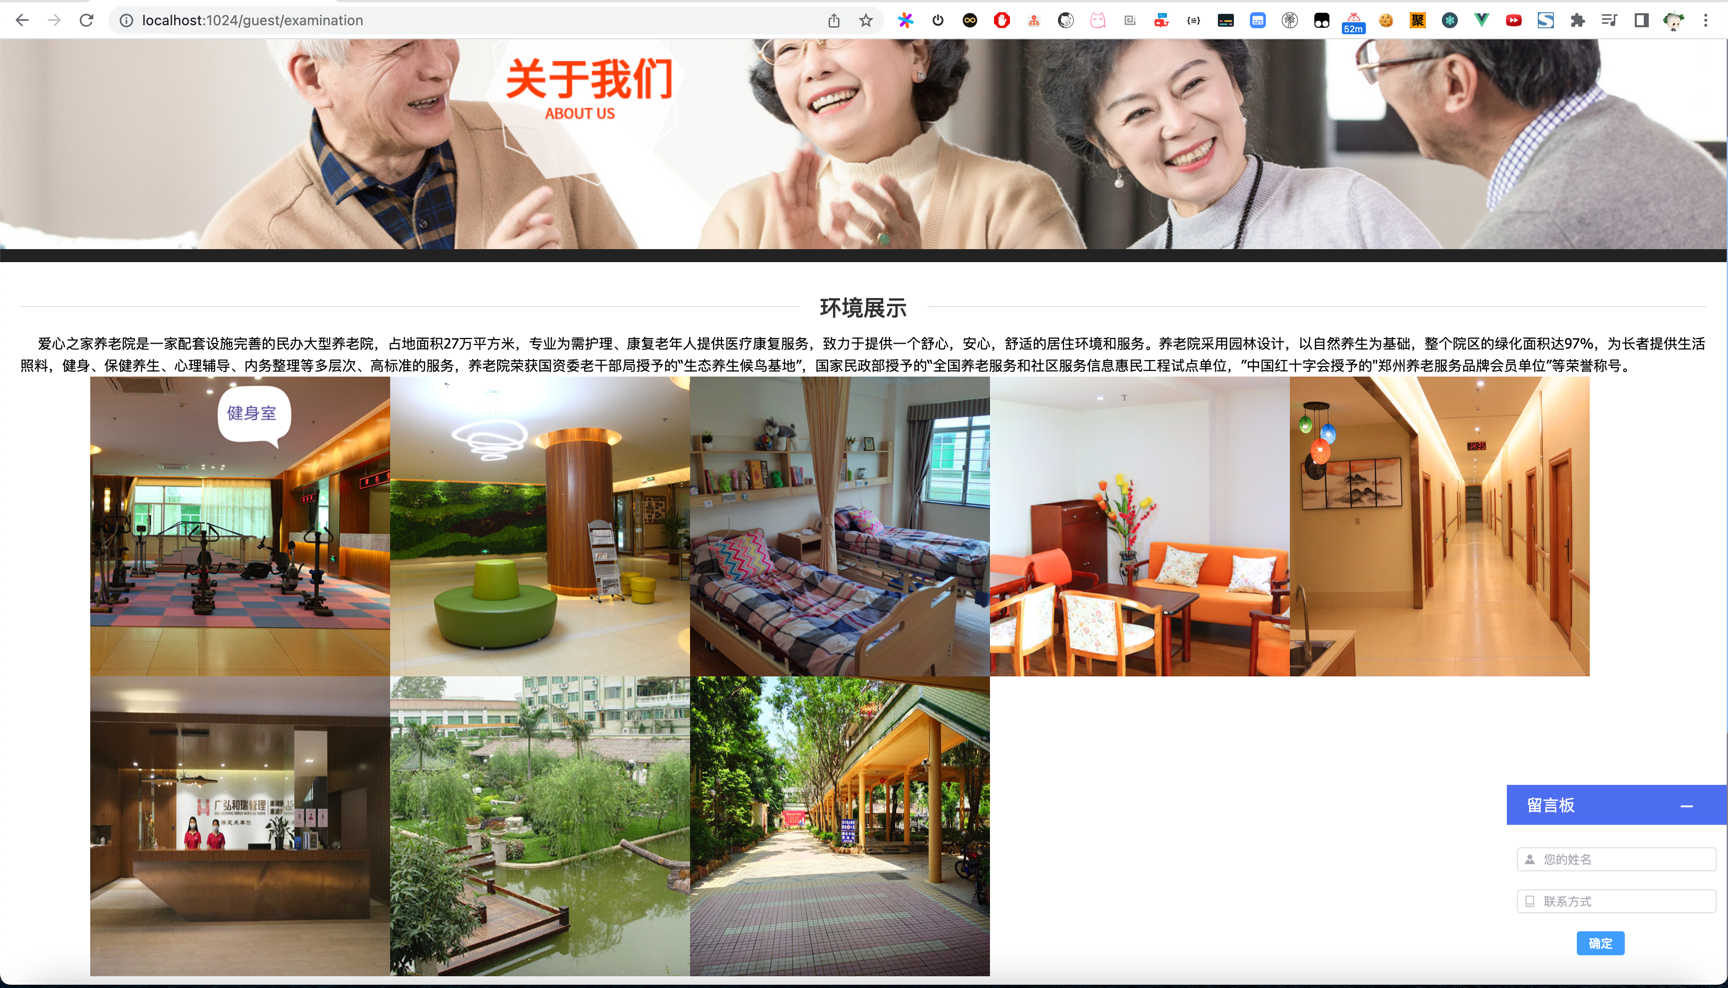 localhost:1024/guest/examination
52m
聚
关于我们
ABOUT US
环境展示
爱心之家养老院是一家配套设施完善的民办大型养老院，占地面积27万平方米，专业为需护理、康复老年人提供医疗康复服务，致力于提供一个舒心，安心，舒适的居住环境和服务。养老院采用园林设计，以自然养生为基础，整个院区的绿化面积达97%，为长者提供生活
照料，健身、保健养生、心理辅导、内务整理等多层次、高标准的服务，养老院荣获国资委老干部局授予的“生态养生候鸟基地”，国家民政部授予的“全国养老服务和社区服务信息惠民工程试点单位，”中国红十字会授予的"郑州养老服务品牌会员单位”等荣誉称号。
健身室
广弘和瑞管理
留言板
您的姓名
联系方式
确定